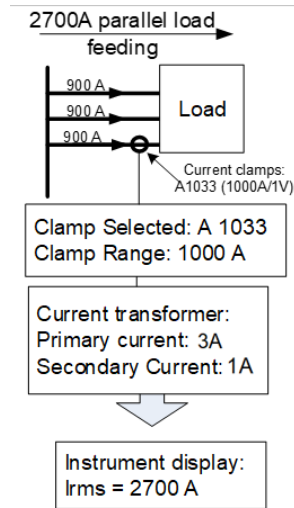 2700A parallel load
feeding
900 A
900 A
900 A
Load
Current clamps:
A1033 (1000A/1V)
Clamp Selected: A 1033
Clamp Range: 1000 A
Current transformer:
Primary current: 3A
Secondary Current: 1A
Instrument display:
Irms = 2700 A